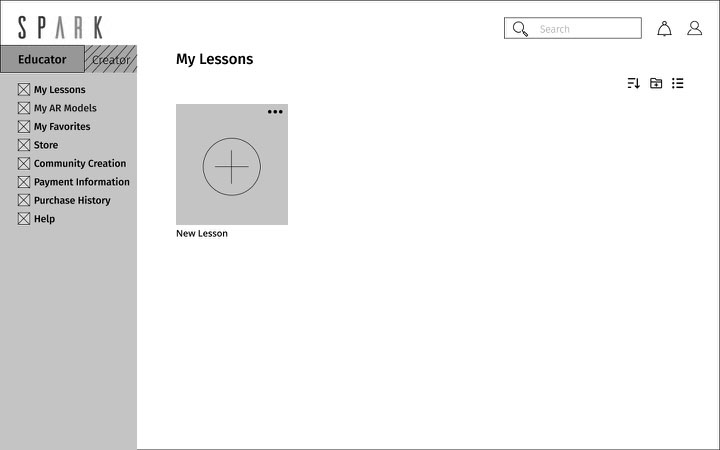 SPARK
Search
Educator
Creator
My Lessons
My Lessons
My AR Models
My Favorites
Store
Community Creation
Payment Information
Purchase History
Help
New Lesson